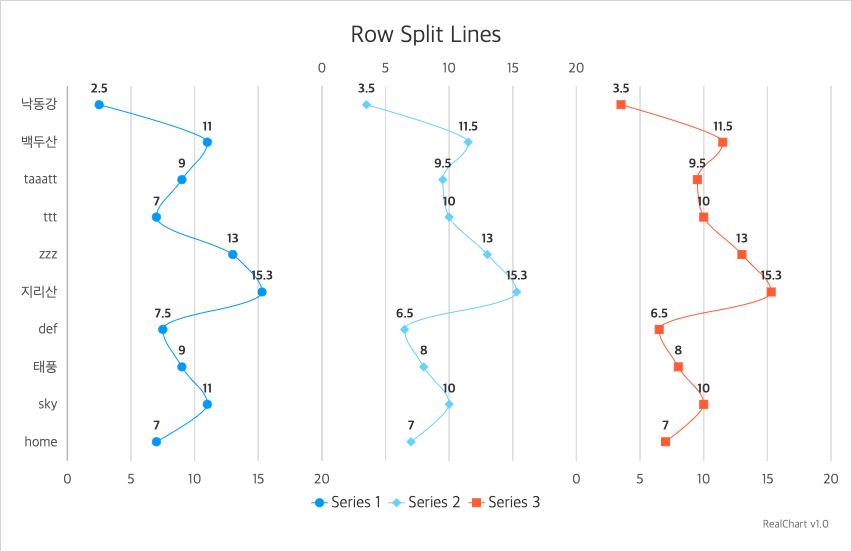 Row Split Lines
0 5 10 15 20
낙동강 2.5 3.5 3.5
백두산 11 11.5 11.5
taaatt 9 9.5 9.5
ttt 7 10 10
zzz 13 13 13
지리산 15.3 15.3 15.3
def 7.5 6.5 6.5
태풍 9 8 8
sky 11 10 10
home 7 7 7
0 5 10 15 20 0 5 10 15 20
Series 1 Series 2 Series 3
RealChart v1.0